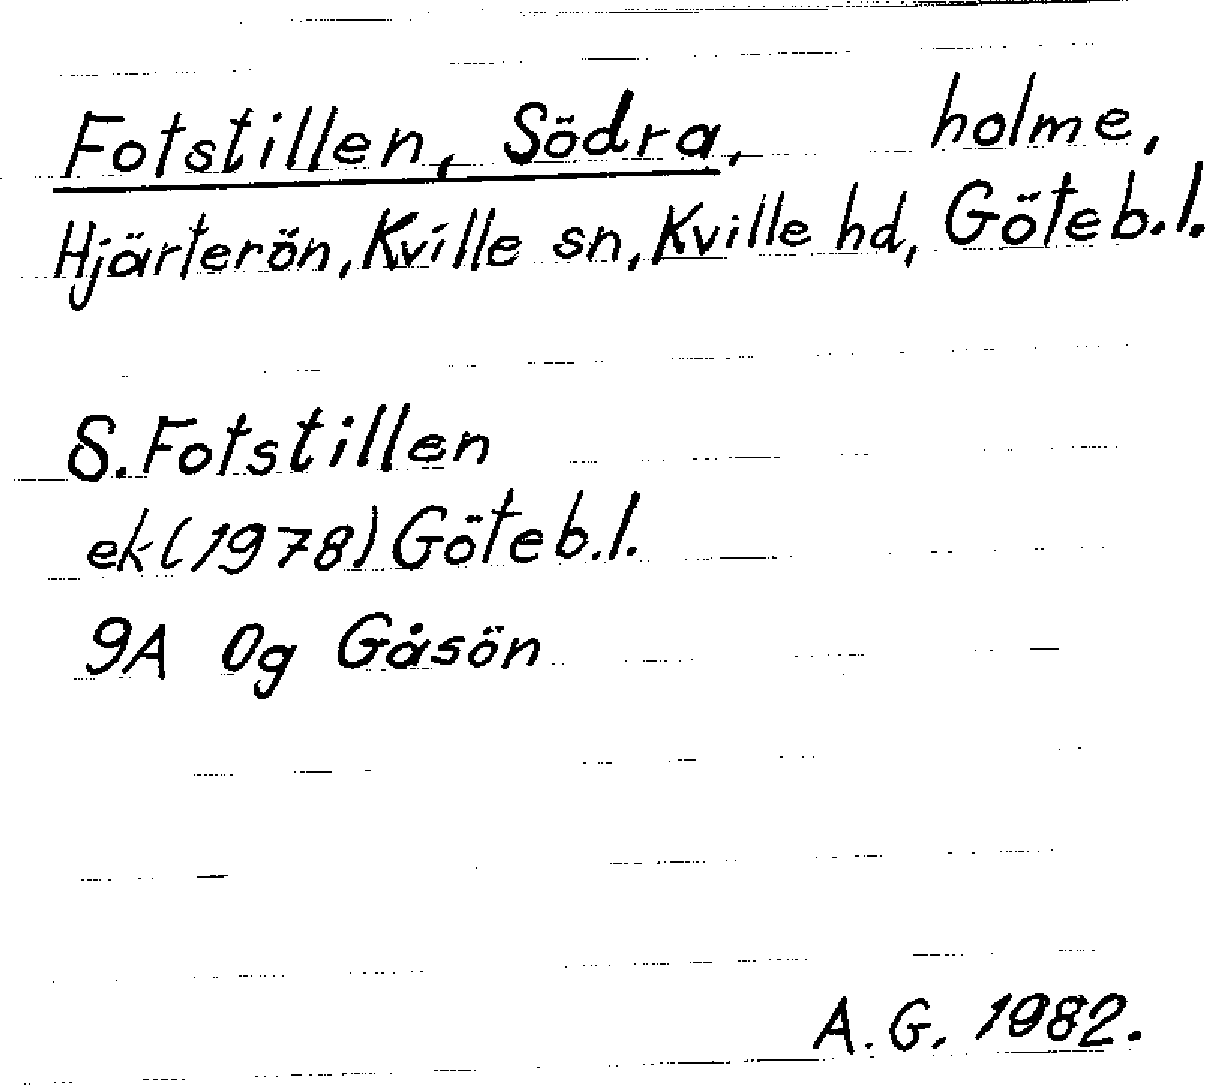 Fotstillen, Södra, holme,
Hjärterön, Kville sn, Kville hd, Göteb.l.
S. Fotstillen
ek (1978) Göteb.l.
9A 0g Gåsön
A.G. 1982.